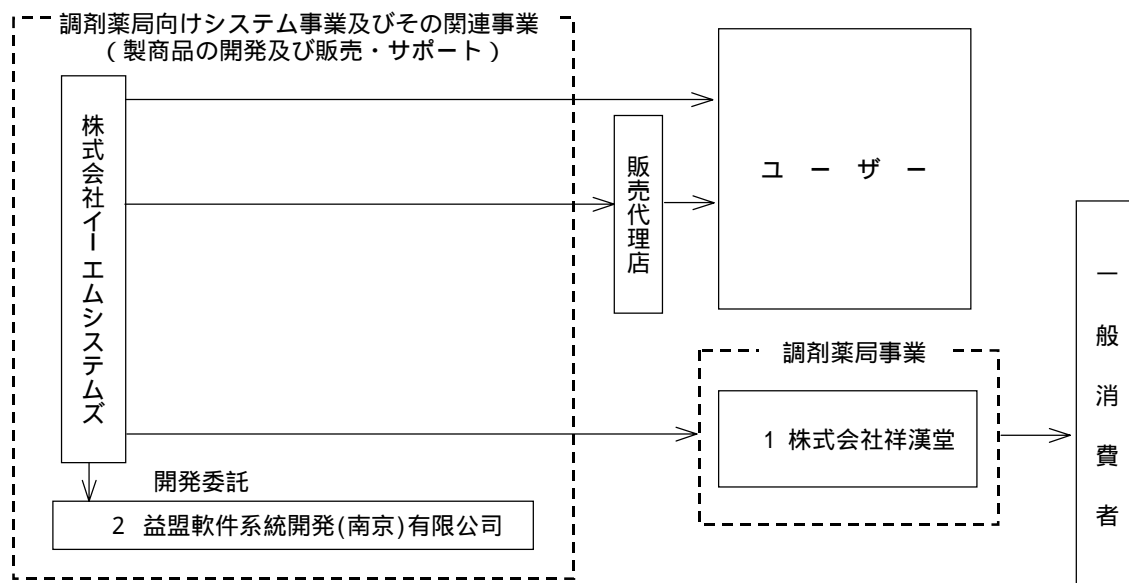 調剤薬局向けシステム事業及びその関連事業
(製商品の開発及び販売・サポート)
株式会社イーエムシステムズ
販売代理店
ユーザー
調剤薬局事業
1 株式会社祥漢堂
一般消費者
開発委託
2 益盟軟件系統開発(南京)有限公司